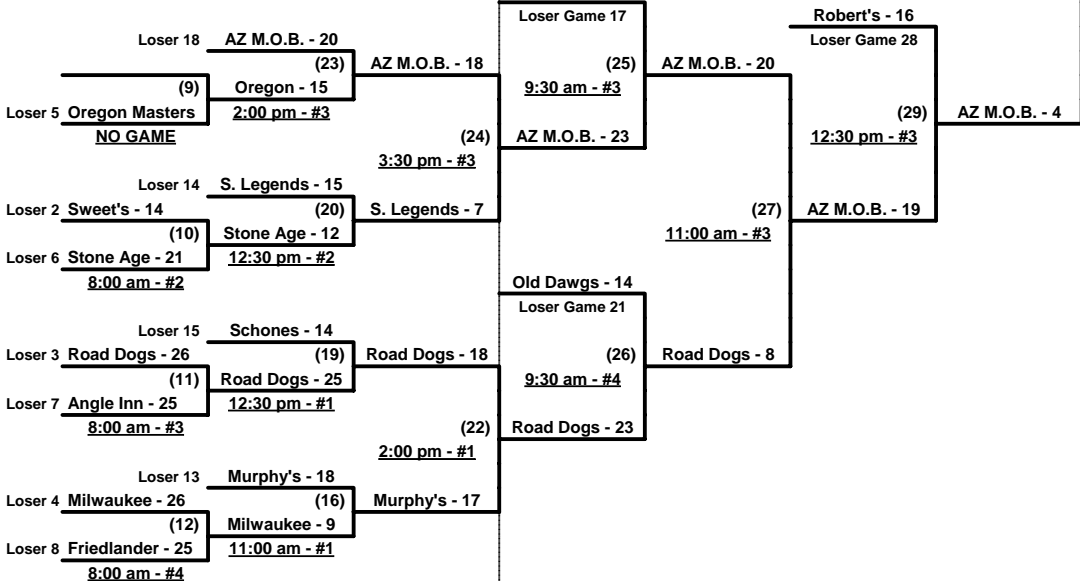 Loser Game 17
Robert's - 16
Loser 18 AZ M.O.B. - 20
Loser Game 28
(23)
AZ M.O.B. - 18
(25)
AZ M.O.B. - 20
(9)
Oregon - 15
9:30 am - #3
Loser 5 Oregon Masters
2:00 pm - #3
(29)
AZ M.O.B. - 4
NO GAME
(24)
AZ M.O.B. - 23
12:30 pm - #3
3:30 pm - #3
Loser 14 S. Legends - 15
Loser 2 Sweet's - 14
(20)
S. Legends - 7
(27)
AZ M.O.B. - 19
(10)
Stone Age - 12
11:00 am - #3
Loser 6 Stone Age - 21
12:30 pm - #2
8:00 am - #2
Old Dawgs - 14
Loser Game 21
Loser 15 Schones - 14
Loser 3 Road Dogs - 26
(19)
Road Dogs - 18
(26)
Road Dogs - 8
(11)
Road Dogs - 25
9:30 am - #4
Loser 7 Angle Inn - 25
12:30 pm - #1
8:00 am - #3
(22)
Road Dogs - 23
2:00 pm - #1
Loser 13 Murphy's - 18
Loser 4 Milwaukee - 26
(16)
Murphy's - 17
(12)
Milwaukee - 9
Loser 8 Friedlander - 25
11:00 am - #1
8:00 am - #4